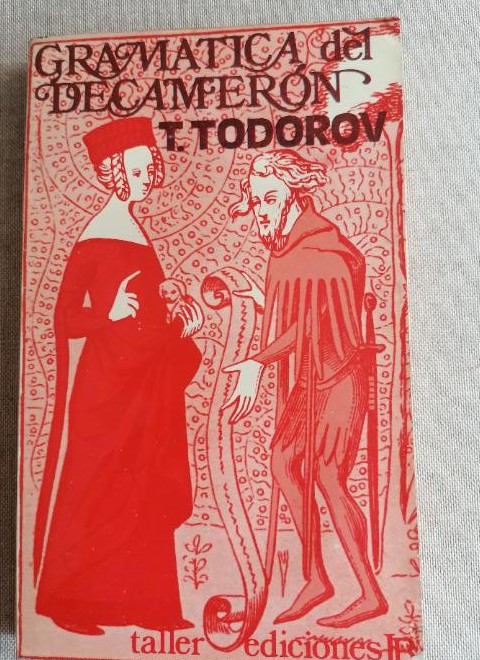 GRAMATICA del
DECAMERÓN
T. TODOROV
taller ediciones JB